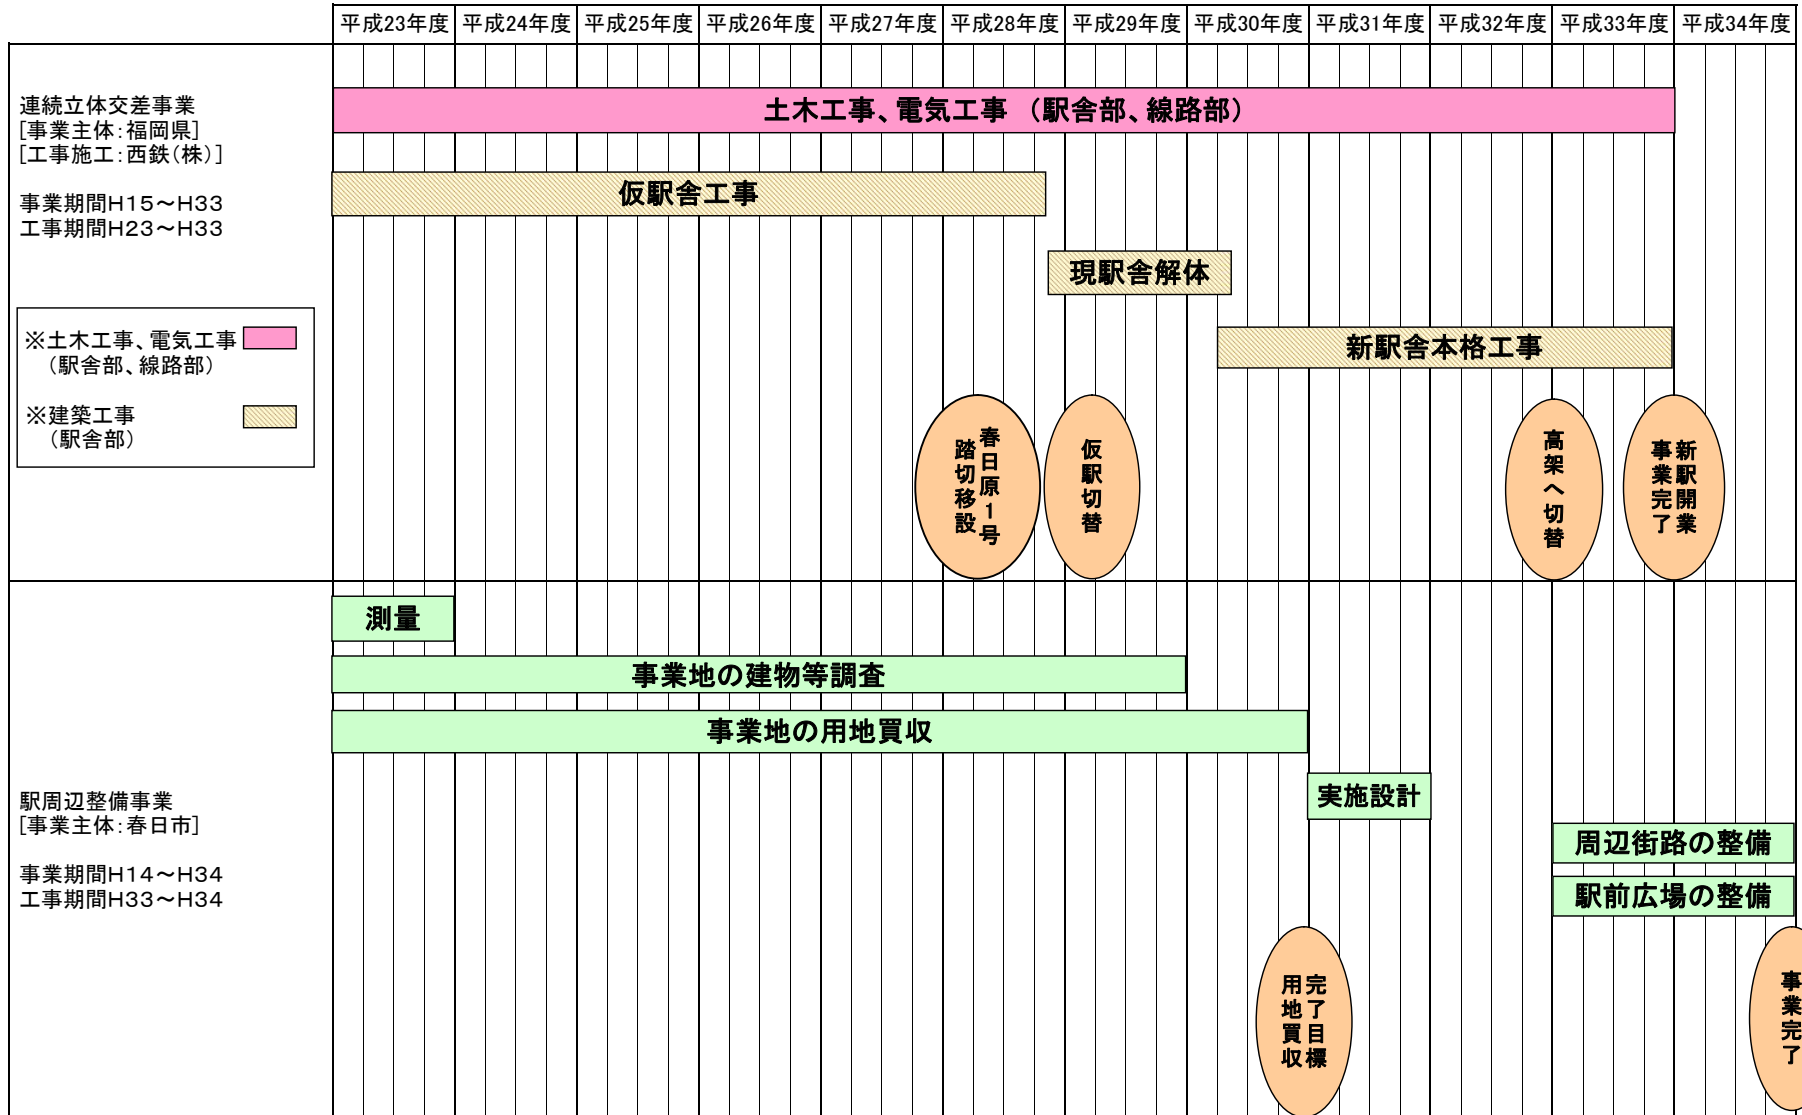 平成23年度 平成24年度 平成25年度 平成26年度 平成27年度 平成28年度 平成29年度 平成30年度 平成31年度 平成32年度 平成33年度 平成34年度
連続立体交差事業
[事業主体：福岡県]
[工事施工：西鉄（株）]
事業期間H15～H33
工事期間H23～H33
土木工事、電気工事 （駅舎部、線路部）
仮駅舎工事
現駅舎解体
新駅舎本格工事
※土木工事、電気工事
（駅舎部、線路部）
※建築工事
（駅舎部）
春日原1号
踏切移設
仮駅切替
高架へ切替
新駅開業
事業完了
測量
事業地の建物等調査
事業地の用地買収
実施設計
駅周辺整備事業
[事業主体：春日市]
事業期間H14～H34
工事期間H33～H34
周辺街路の整備
駅前広場の整備
用地買収
完了目標
事業完了